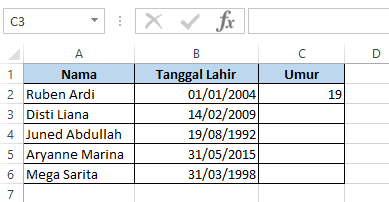 C3 fx
A B C D
1 Nama Tanggal Lahir Umur
2 Ruben Ardi 01/01/2004 19
3 Disti Liana 14/02/2009
4 Juned Abdullah 19/08/1992
5 Aryanne Marina 31/05/2015
6 Mega Sarita 31/03/1998
7